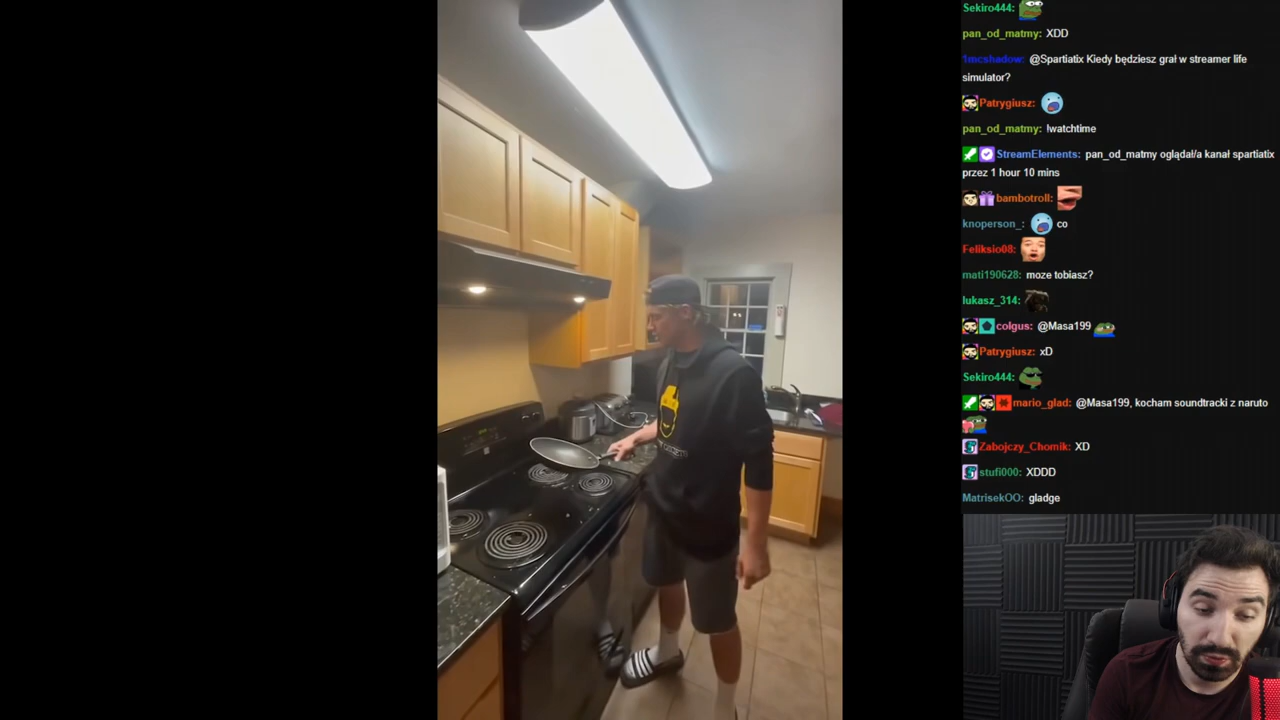 Sekiro444:
pan_od_matmy: XDD
1mcshadow: @Spartiatix Kiedy będziesz grał w streamer life
simulator?
Patrygiusz:
pan_od_matmy: !watchtime
StreamElements: pan_od_matmy oglądał/a kanał spartiatix
przez 1 hour 10 mins
bambotroll:
knoperson_: co
Feliksio08:
mati190628: moze tobiasz?
lukasz_314:
colgus: @Masa199
Patrygiusz: xD
Sekiro444:
mario_glad: @Masa199, kocham soundtracki z naruto
Zabojczy_Chomik: XD
stufi000: XDDD
MatrisekOO: gladge